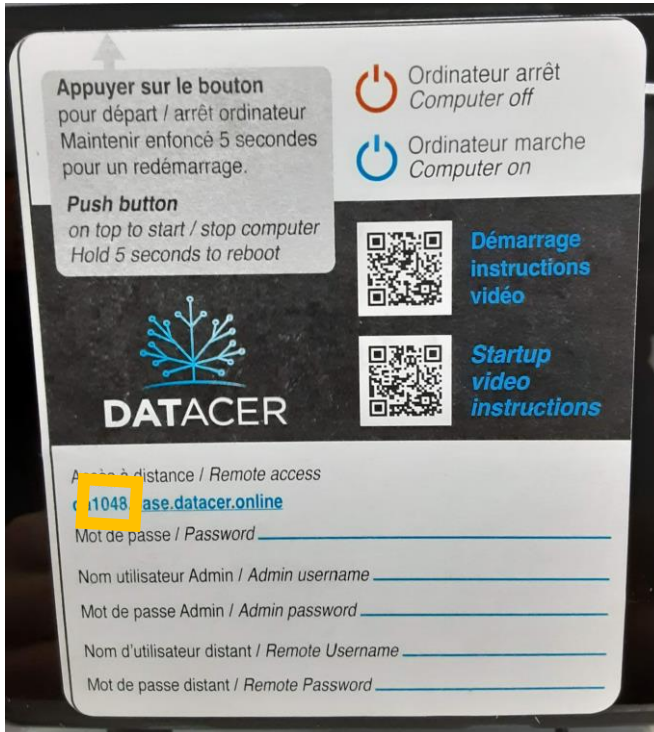 Appuyer sur le bouton
pour départ / arrêt ordinateur
Maintenir enfoncé 5 secondes
pour un redémarrage.
Push button
on top to start / stop computer
Hold 5 seconds to reboot
Ordinateur arrêt
Computer off
Ordinateur marche
Computer on
Démarrage
instructions
vidéo
Startup
video
instructions
DATACER
Accès à distance / Remote access
1048. ase.datacer.online
Mot de passe / Password
Nom utilisateur Admin / Admin username
Mot de passe Admin / Admin password
Nom d'utilisateur distant / Remote Username
Mot de passe distant / Remote Password